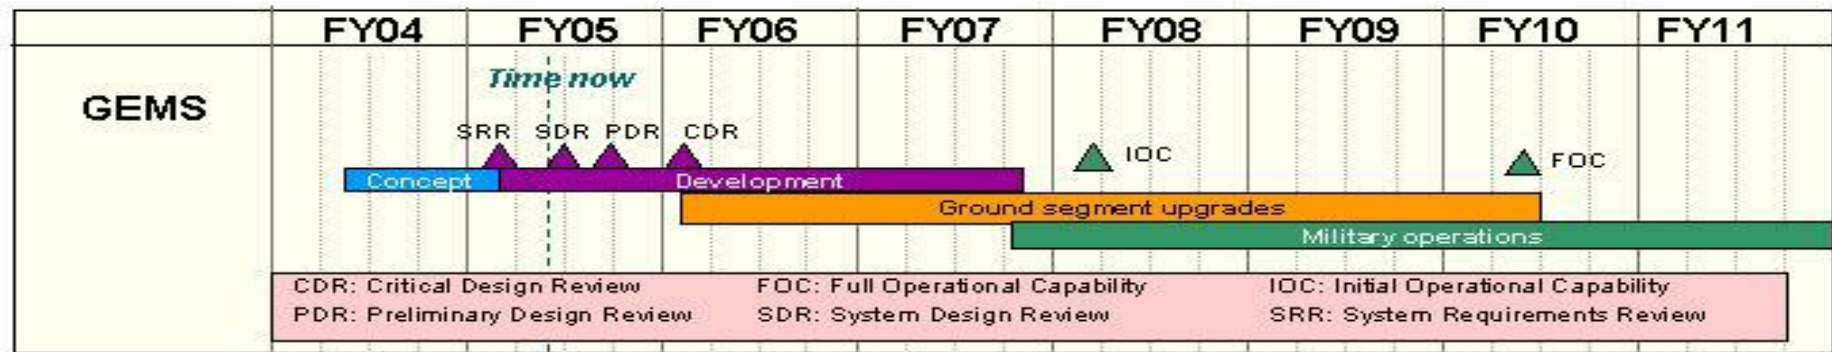 FY04 FY05 FY06 FY07 FY08 FY09 FY10 FY11
Time now
GEMS
SRR SDR PDR CDR IOC FOC
Concept Development
Ground segment upgrades
Military operations
CDR: Critical Design Review FOC: Full Operational Capability IOC: Initial Operational Capability
PDR: Preliminary Design Review SDR: System Design Review SRR: System Requirements Review